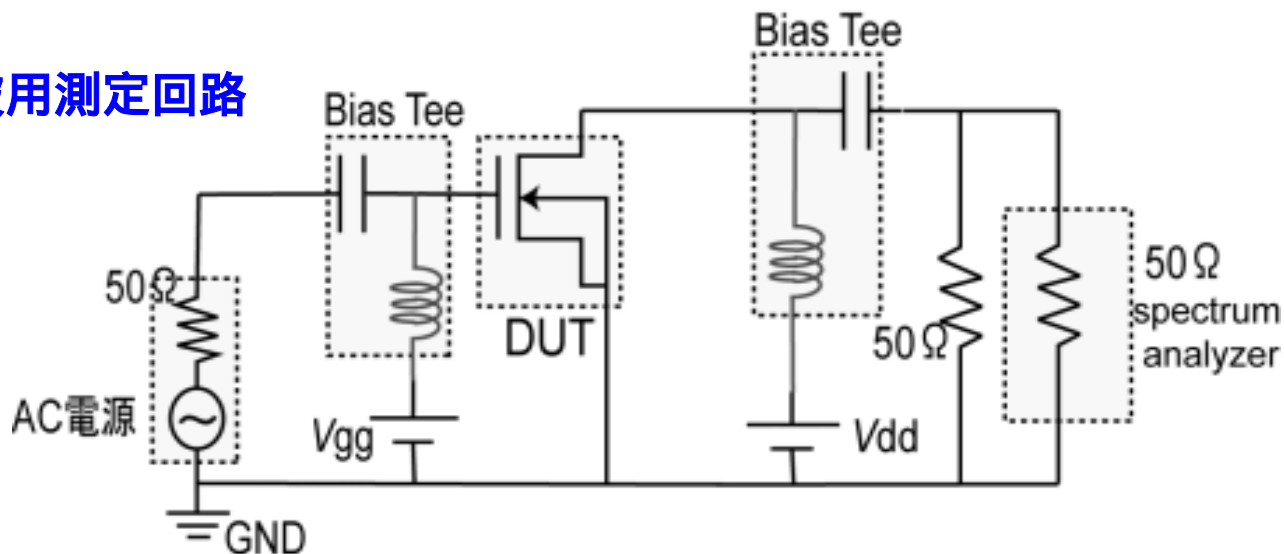 用測定回路
Bias Tee
Bias Tee
50Ω
DUT
50Ω
50Ω
spectrum
analyzer
AC電源
Vgg
Vdd
GND